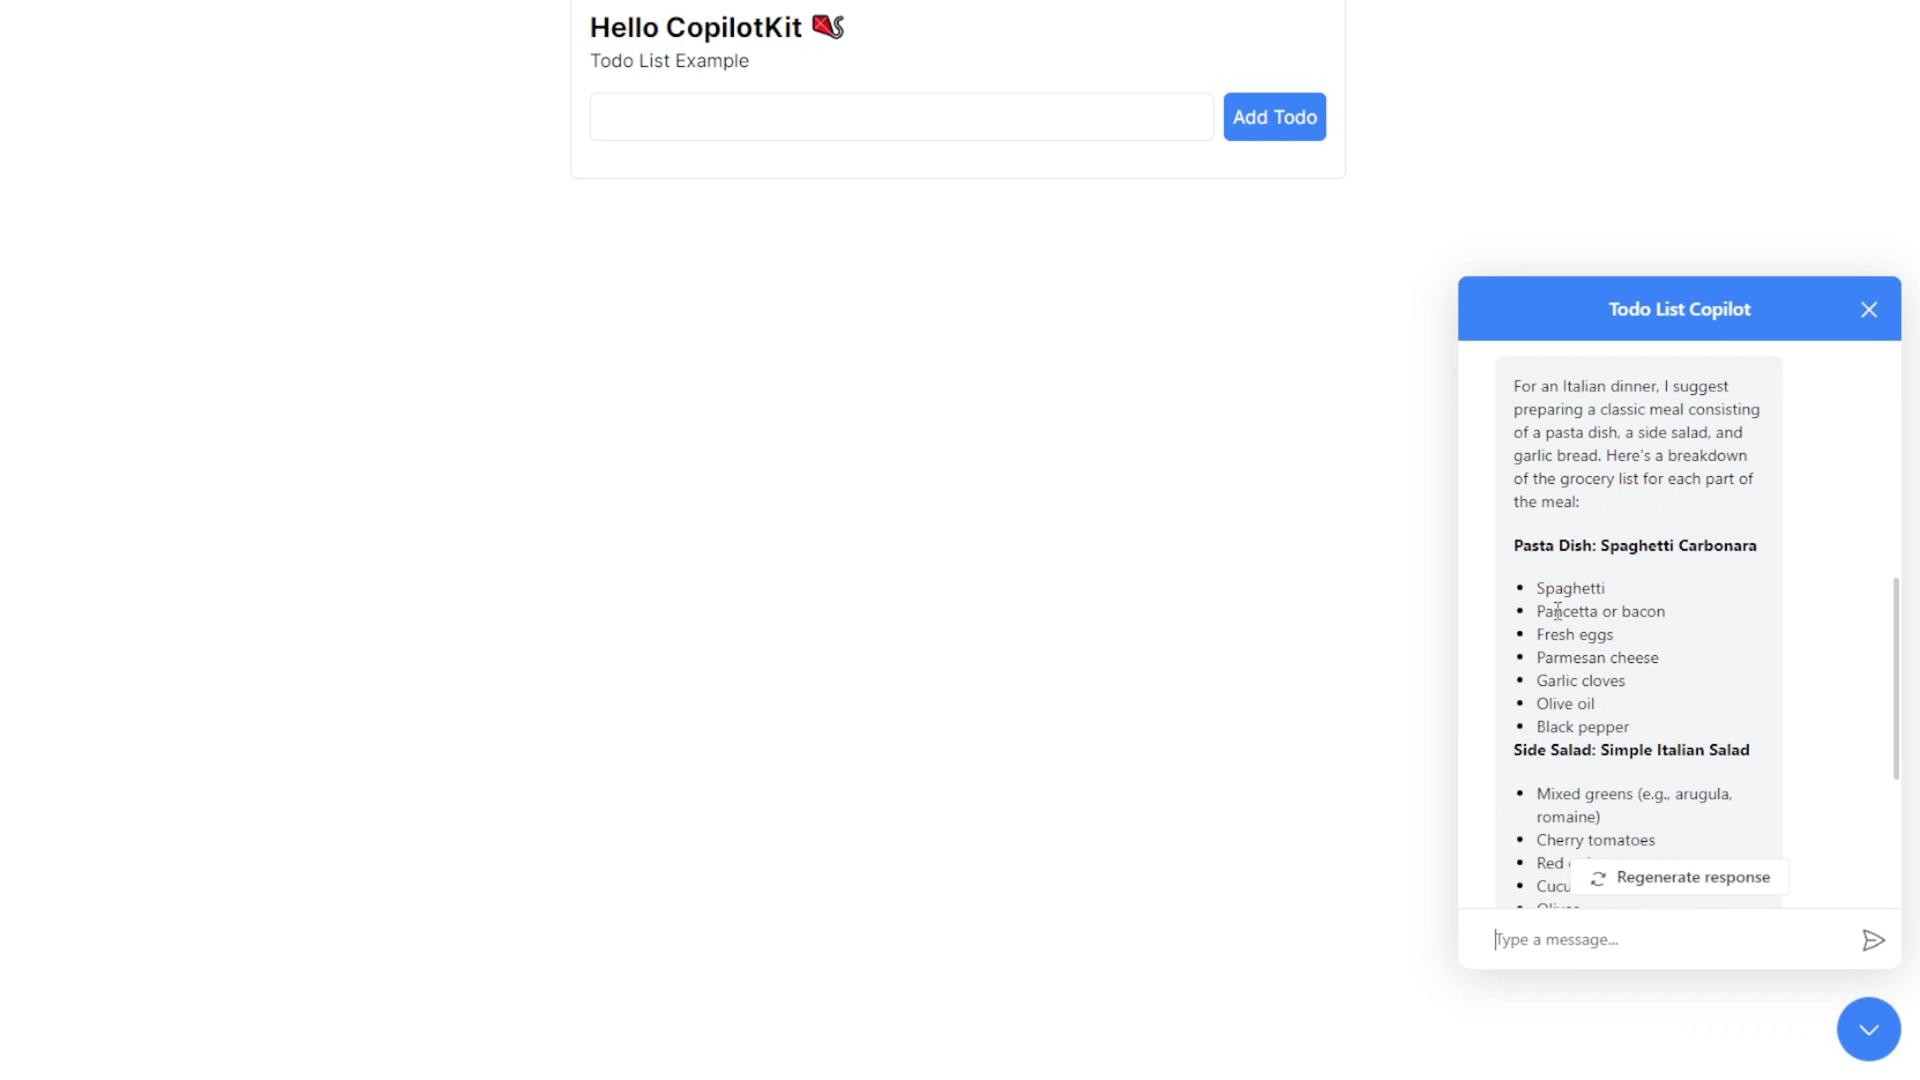 Hello CopilotKit
Todo List Example
Add Todo
Todo List Copilot
For an Italian dinner, I suggest
preparing a classic meal consisting
of a pasta dish, a side salad, and
garlic bread. Here's a breakdown
of the grocery list for each part of
the meal:
Pasta Dish: Spaghetti Carbonara
Spaghetti
Pancetta or bacon
Fresh eggs
Parmesan cheese
Garlic cloves
Olive oil
Black pepper
Side Salad: Simple Italian Salad
Mixed greens (e.g., arugula,
romaine)
Cherry tomatoes
Red
Regenerate response
Type a message...